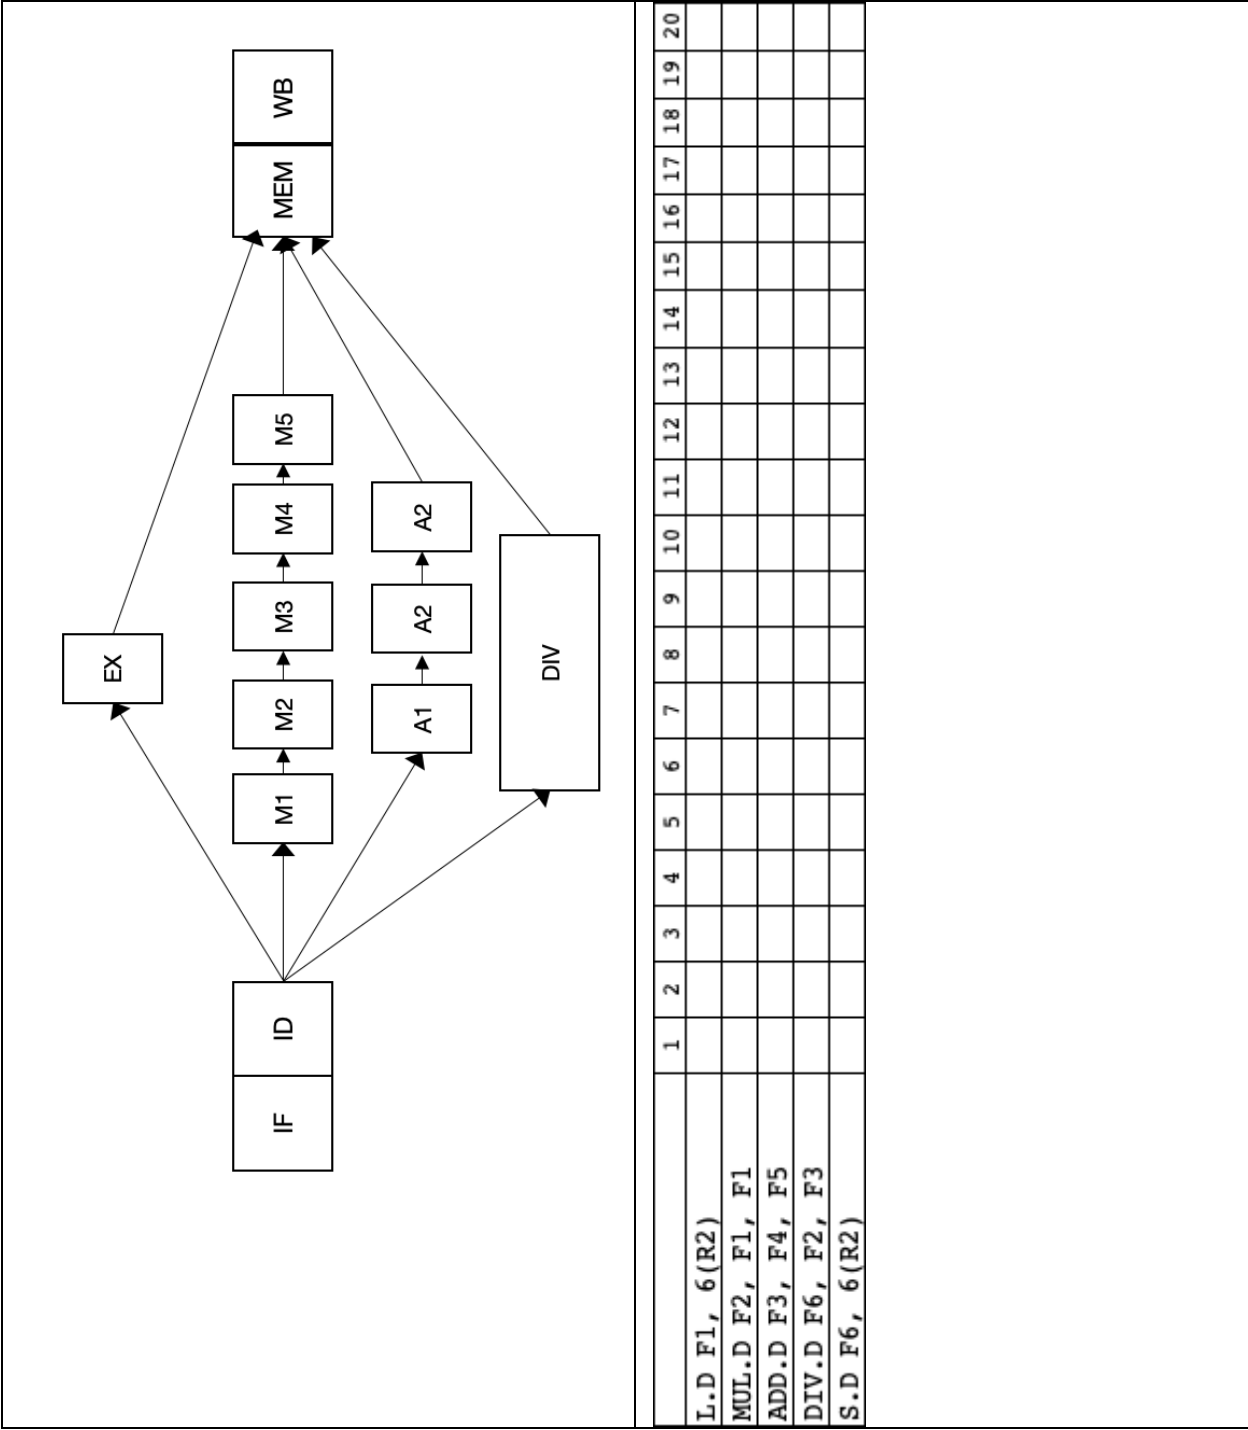 IF
ID
EX
M1
M2
M3
M4
M5
A1
A2
A2
DIV
MEM
WB
1 2 3 4 5 6 7 8 9 10 11 12 13 14 15 16 17 18 19 20
L.D F1, 6(R2)
MUL.D F2, F1, F1
ADD.D F3, F4, F5
DIV.D F6, F2, F3
S.D F6, 6(R2)